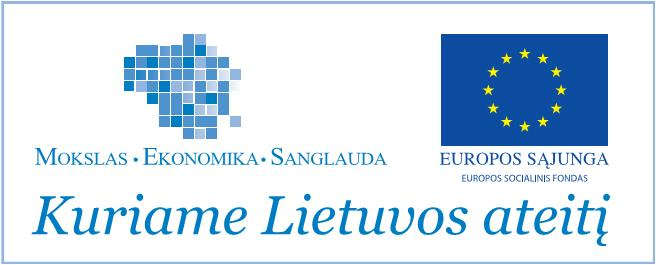 MOKSLAS • EKONOMIKA • SANGLAUDA
EUROPOS SĄJUNGA
EUROPOS SOCIALINIS FONDAS
Kuriame Lietuvos ateitį